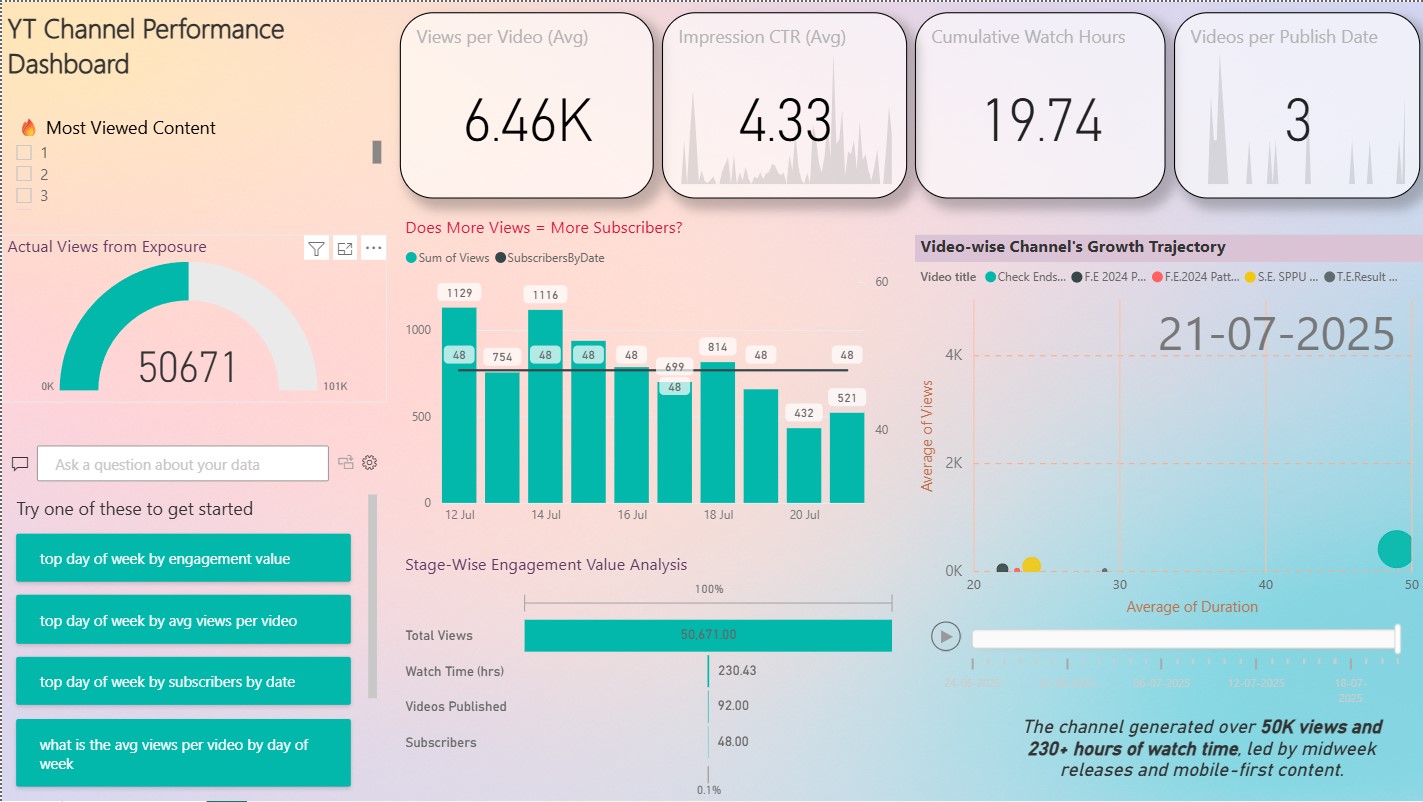 YT Channel Performance
Dashboard
🔥 Most Viewed Content
1
2
3
Views per Video (Avg)
6.46K
Impression CTR (Avg)
4.33
Cumulative Watch Hours
19.74
Videos per Publish Date
3
Actual Views from Exposure
50671
0K
101K
Ask a question about your data
Try one of these to get started
top day of week by engagement value
top day of week by avg views per video
top day of week by subscribers by date
what is the avg views per video by day of
week
Does More Views = More Subscribers?
Sum of Views SubscribersByDate
60
1129
1116
1000
48
754
48
48
48
699
48
814
48
48
500
432
521
40
0
12 Jul
14 Jul
16 Jul
18 Jul
20 Jul
Stage-Wise Engagement Value Analysis
100%
Total Views
50,671.00
Watch Time (hrs)
230.43
Videos Published
92.00
Subscribers
48.00
0.1%
Video-wise Channel's Growth Trajectory
Video title Check Ends... F.E 2024 P... F.E.2024 Patt... S.E. SPPU ... T.E.Result ...
21-07-2025
4K
2K
0K
Average of Views
20
30
40
50
Average of Duration
06-07-2025
12-07-2025
18-07-
2025
The channel generated over 50K views and
230+ hours of watch time, led by midweek
releases and mobile-first content.